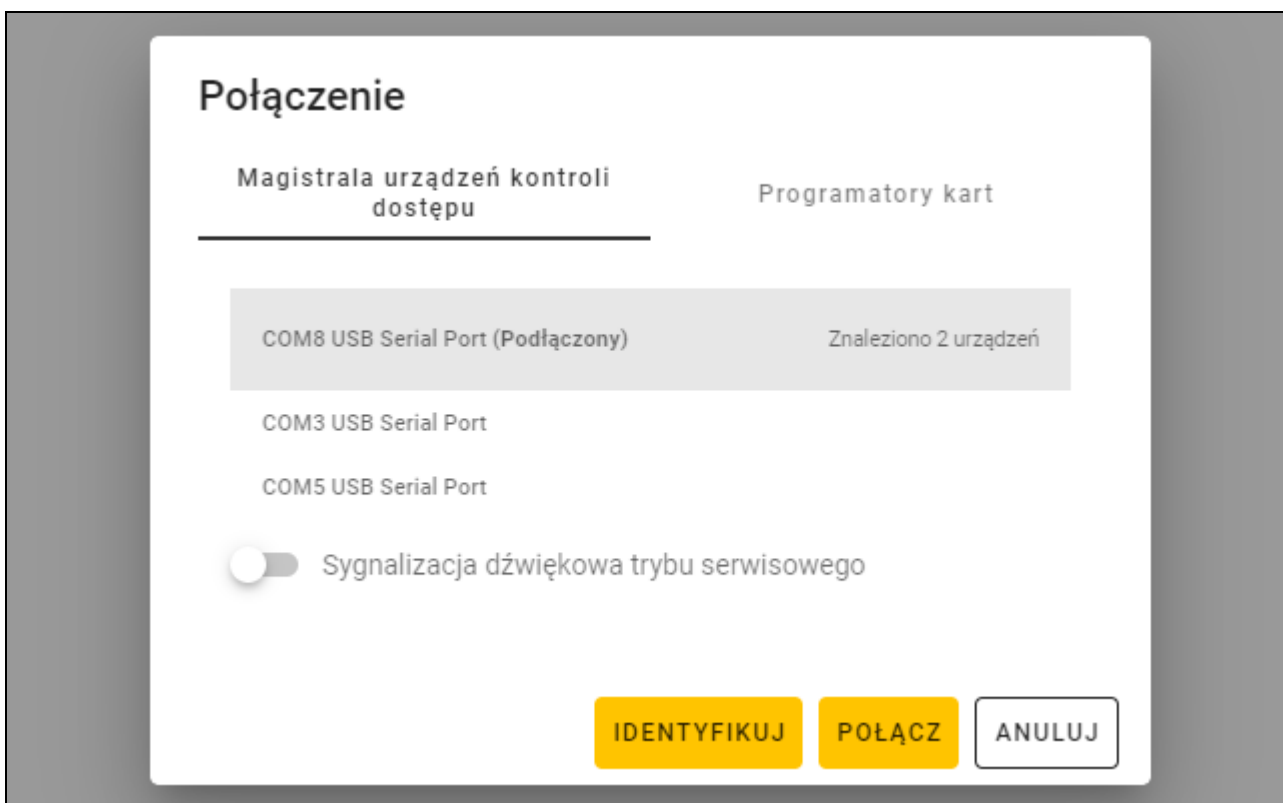 Połączenie
Magistrala urządzeń kontroli
dostępu
Programatory kart
COM8 USB Serial Port (Podłączony) Znaleziono 2 urządzeń
COM3 USB Serial Port
COM5 USB Serial Port
Sygnalizacja dźwiękowa trybu serwisowego
IDENTYFIKUJ POŁĄCZ ANULUJ